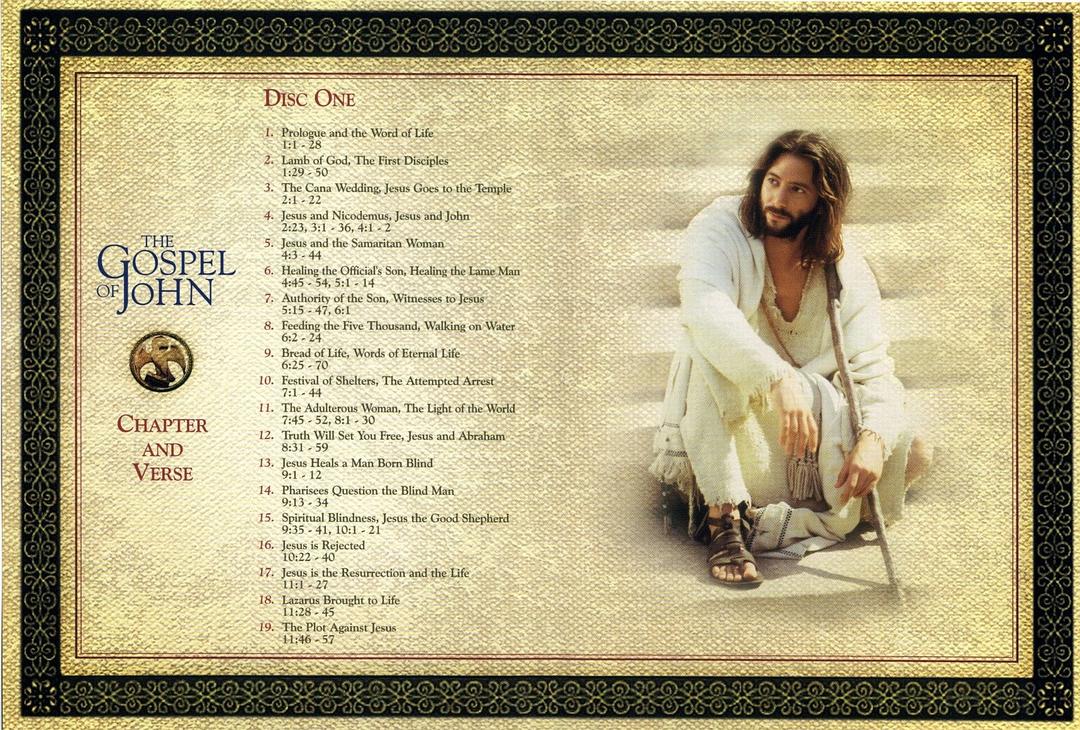 THE
GOSPEL
OF JOHN
CHAPTER
AND
VERSE
DISC ONE
1. Prologue and the Word of Life
1:1 - 28
2. Lamb of God, The First Disciples
1:29 - 50
3. The Cana Wedding, Jesus Goes to the Temple
2:1 - 22
4. Jesus and Nicodemus, Jesus and John
2:23, 3:1 - 36, 4:1 - 2
5. Jesus and the Samaritan Woman
4:3 - 44
6. Healing the Official's Son, Healing the Lame Man
4:45 - 54, 5:1 - 14
7. Authority of the Son, Witnesses to Jesus
5:15 - 47, 6:1
8. Feeding the Five Thousand, Walking on Water
6:2 - 24
9. Bread of Life, Words of Eternal Life
6:25 - 70
10. Festival of Shelters, The Attempted Arrest
7:1 - 44
11. The Adulterous Woman, The Light of the World
7:45 - 52, 8:1 - 30
12. Truth Will Set You Free, Jesus and Abraham
8:31 - 59
13. Jesus Heals a Man Born Blind
9:1 - 12
14. Pharisees Question the Blind Man
9:13 - 34
15. Spiritual Blindness, Jesus the Good Shepherd
9:35 - 41, 10:1 - 21
16. Jesus is Rejected
10:22 - 40
17. Jesus is the Resurrection and the Life
11:1 - 27
18. Lazarus Brought to Life
11:28 - 45
19. The Plot Against Jesus
11:46 - 57